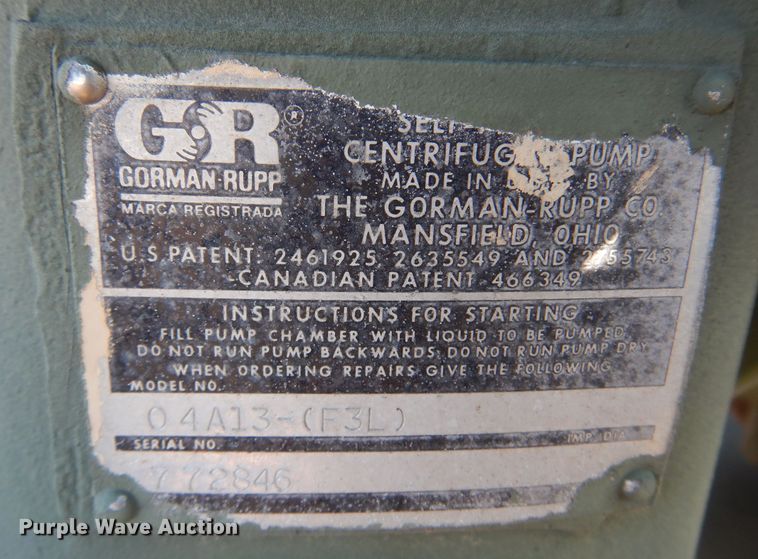 GR®
GORMAN-RUPP
MARCA REGISTRADA
CENTRIFUGAL PUMP
MADE IN BY
THE GORMAN-RUPP CO.
MANSFIELD, OHIO
U.S. PATENT. 2461925 2635549 AND
CANADIAN PATENT 466349
INSTRUCTIONS FOR STARTING
FILL PUMP CHAMBER WITH LIQUID TO BE PUMPED
DO NOT RUN PUMP BACKWARDS, DO NOT RUN PUMP DRY
WHEN ORDERING REPAIRS GIVE THE FOLLOWING
MODEL NO.
04A13-(F3L)
SERIAL NO. IMP. DIA.
772846
Purple Wave Auction